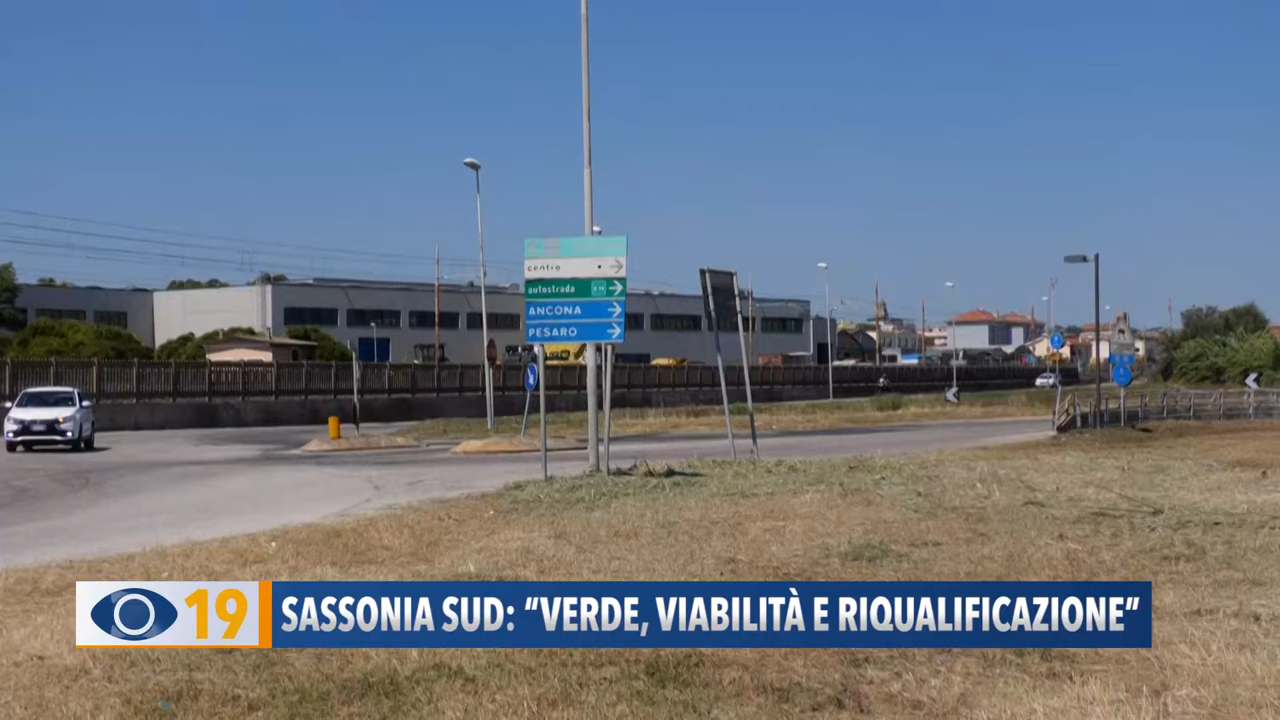 centro
autostrada
ANCONA
PESARO
19 SASSONIA SUD: “VERDE, VIABILITÀ E RIQUALIFICAZIONE”